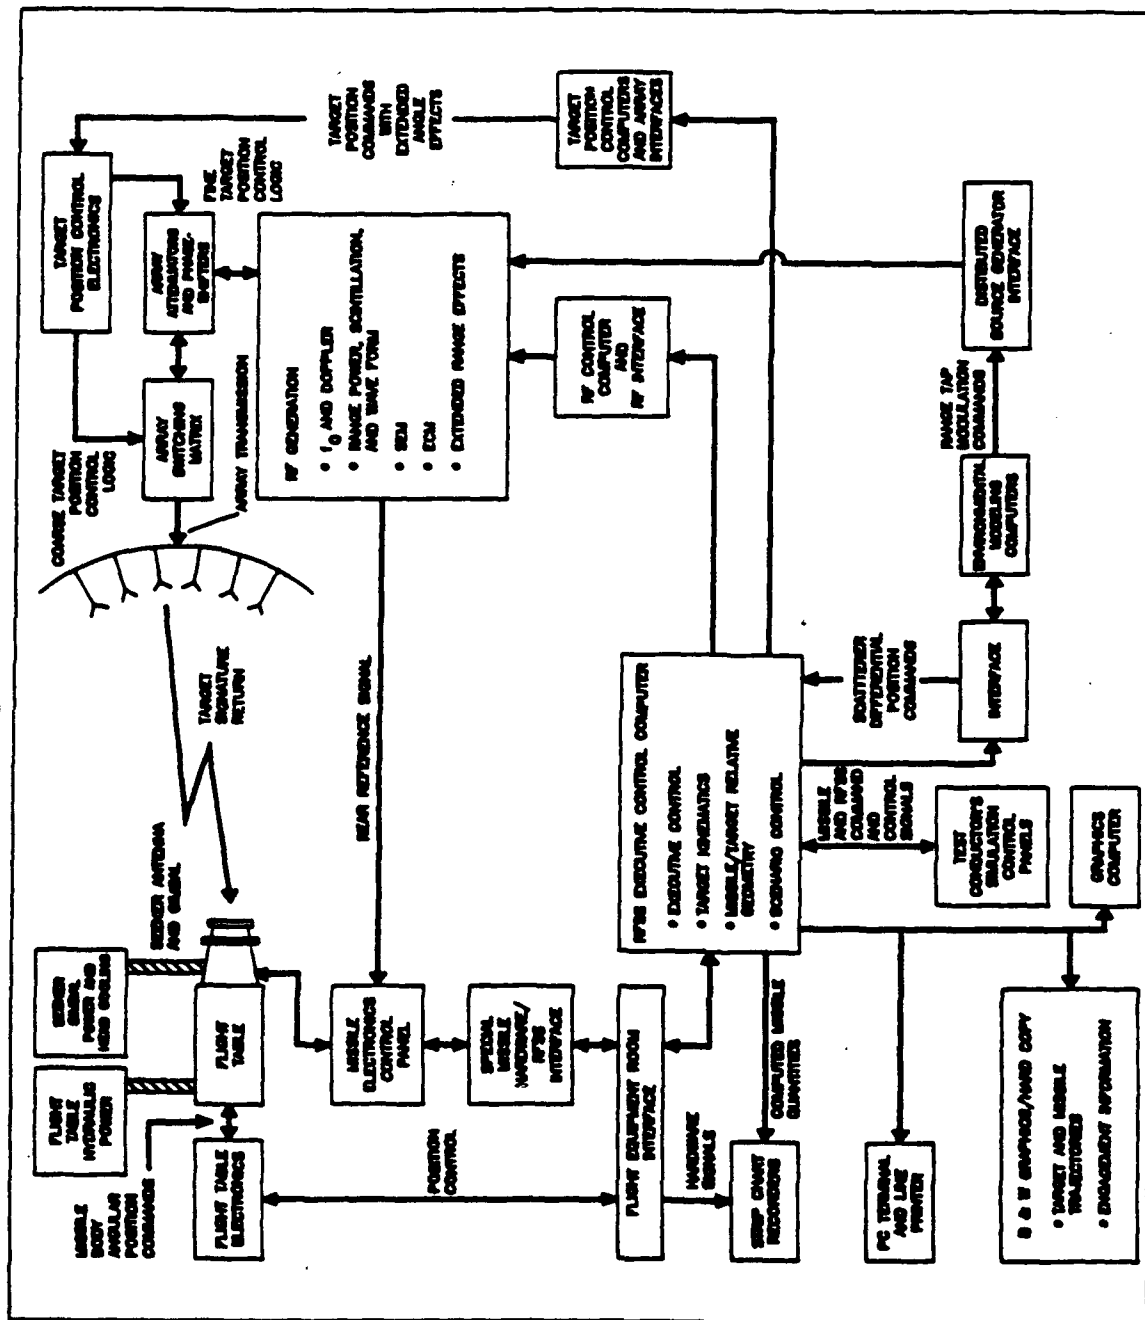 FLIGHT
TABLE
HYDRAULIC
POWER
SEEKER
GIMBAL
POWER AND
HEAD COOLING
MISSILE
BODY
ANGULAR
POSITION
COMMANDS
FLIGHT TABLE
ELECTRONICS
FLIGHT
TABLE
SEEKER ANTENNA
AND GIMBAL
TARGET
SIGNATURE
RETURN
COARSE TARGET
POSITION
CONTROL
LOGIC
ARRAY
SWITCHING
MATRIX
ARRAY TRANSMISSION
TARGET
POSITION CONTROL
ELECTRONICS
ARRAY
ATTENUATORS
AND PHASE-
SHIFTERS
FINE
TARGET
POSITION
CONTROL
LOGIC
POSITION
CONTROL
MISSILE
ELECTRONICS
CONTROL
PANEL
REAR REFERENCE SIGNAL
RF GENERATION
• f0 AND DOPPLER
• RANGE POWER, SCINTILLATION,
AND WAVE FORM
•
• ECM
• EXTENDED RANGE EFFECTS
TARGET
POSITION
COMMANDS
WITH
EXTENDED
ANGLE
EFFECTS
SPECIAL
MISSILE
HARDWARE/
RFSS
INTERFACE
RF CONTROL
COMPUTER
AND
RF INTERFACE
TARGET
POSITION
CONTROL
COMPUTERS
AND ARRAY
INTERFACES
FLIGHT EQUIPMENT ROOM
INTERFACE
RFSS EXECUTIVE CONTROL COMPUTER
• EXECUTIVE CONTROL
• TARGET KINEMATICS
• MISSILE/TARGET RELATIVE
GEOMETRY
• SCENARIO CONTROL
HARDWARE
SIGNALS
COMPUTED MISSILE
QUANTITIES
STRIP CHART
RECORDERS
MISSILE
AND RFSS
COMMAND
AND
CONTROL
SIGNALS
SCATTERER
DIFFERENTIAL
POSITION
COMMANDS
PC TERMINAL
AND LINE
PRINTER
TEST
CONDUCTOR'S
SIMULATION
CONTROL
PANELS
INTERFACE
ENVIRONMENTAL
MODELING
COMPUTERS
RANGE TAP
MODULATION
COMMANDS
DISTRIBUTED
SOURCE GENERATOR
INTERFACE
B & W GRAPHICS/HARD COPY
• TARGET AND MISSILE
TRAJECTORIES
• ENGAGEMENT INFORMATION
GRAPHICS
COMPUTER